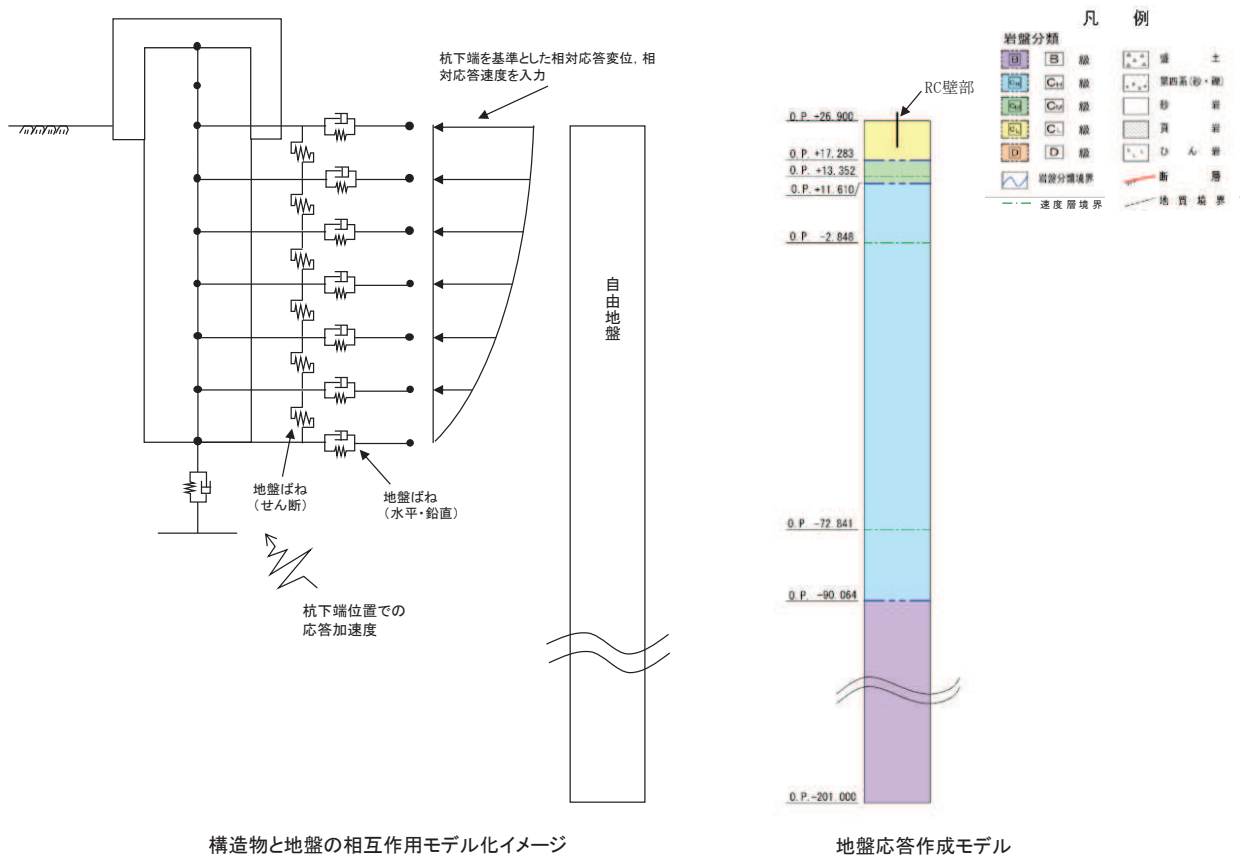 杭下端を基準とした相対応答変位，相
対応答速度を入力
自由地盤
地盤ばね
（せん断）
地盤ばね
（水平・鉛直）
杭下端位置での
応答加速度
構造物と地盤の相互作用モデル化イメージ
RC壁部
O.P. +26.900
O.P. +17.283
O.P. +13.352
O.P. +11.610
O.P. -2.848
O.P. -72.841
O.P. -90.064
O.P.-201.000
地盤応答作成モデル
凡 例
岩盤分類
B B 級
CH CH 級
CM CM 級
CL CL 級
D D 級
岩盤分類境界
速度層境界
盛 土
第四系(砂・礫)
砂 岩
頁 岩
ひん岩
断 層
地質境界